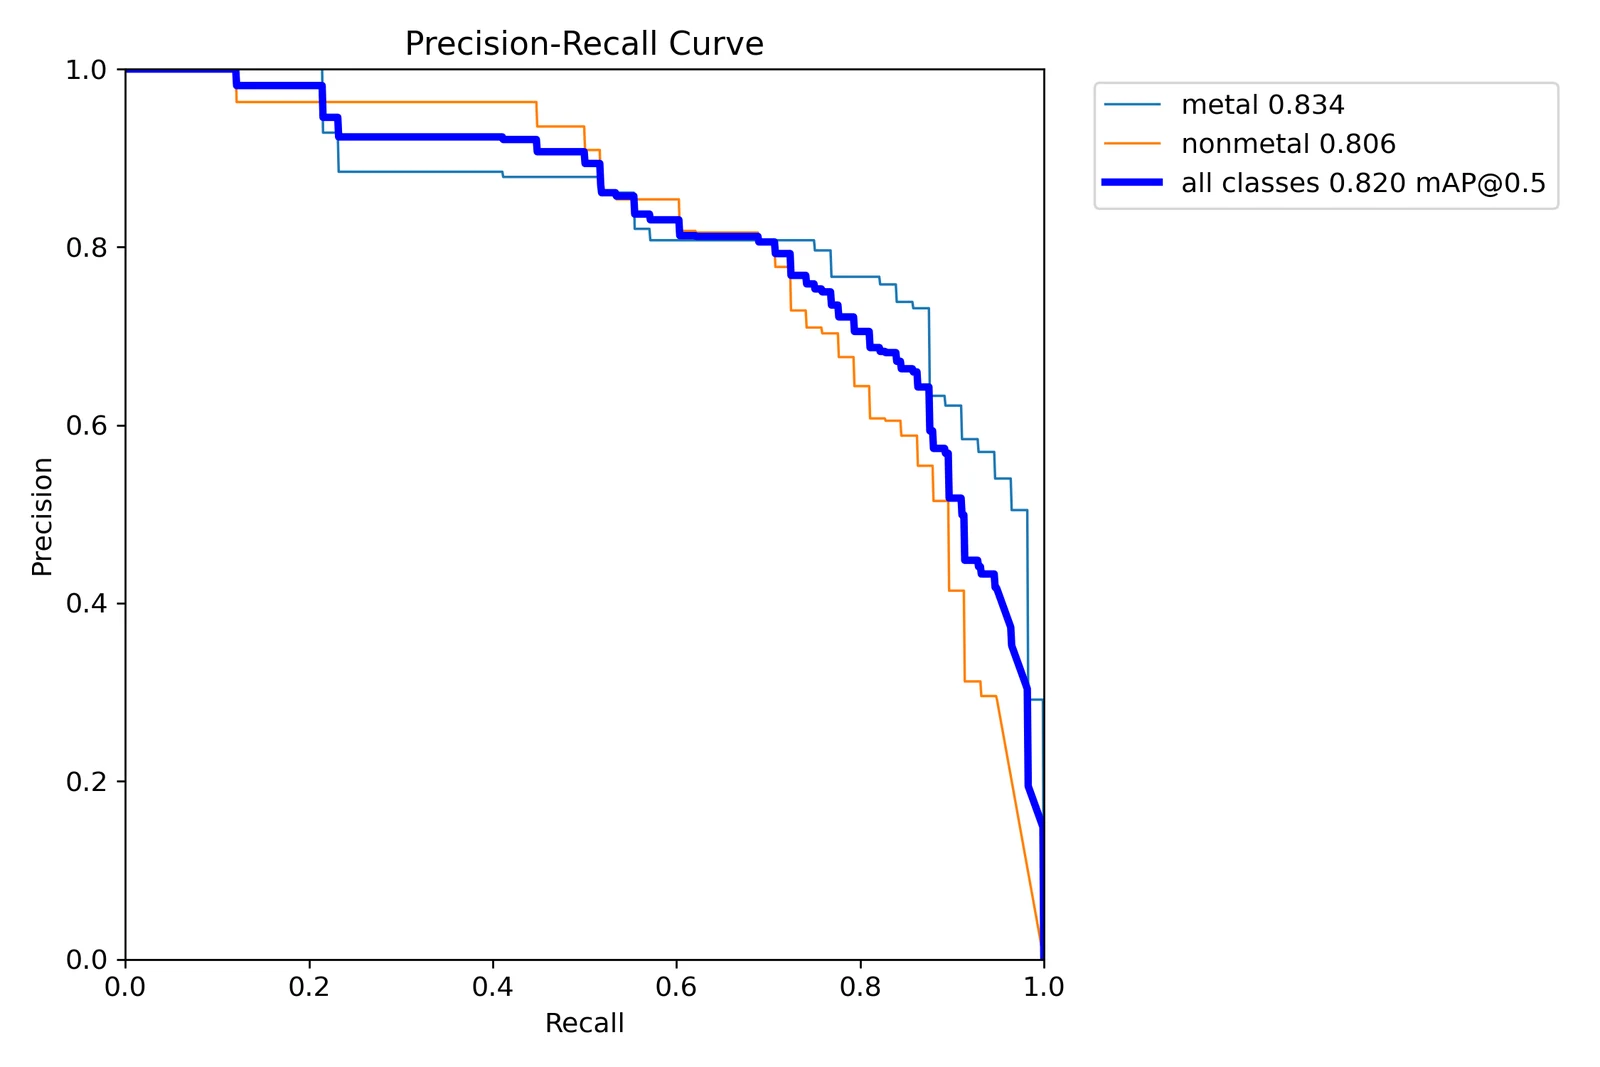 Precision-Recall Curve
1.0
0.8
0.6
0.4
0.2
0.0
Precision
0.0 0.2 0.4 0.6 0.8 1.0
Recall
metal 0.834
nonmetal 0.806
all classes 0.820 mAP@0.5